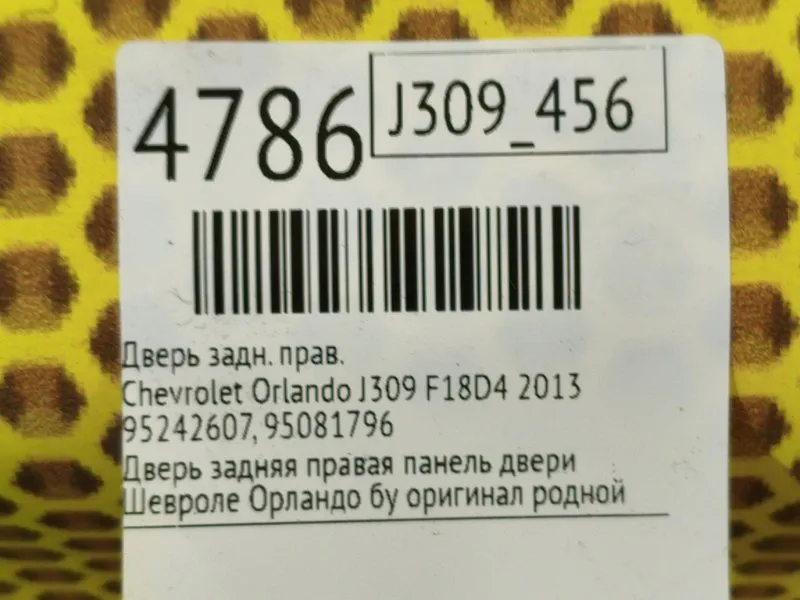 4786
J309_456
Дверь задн. прав.
Chevrolet Orlando J309 F18D4 2013
95242607, 95081796
Дверь задняя правая панель двери
Шевроле Орландо бу оригинал родной